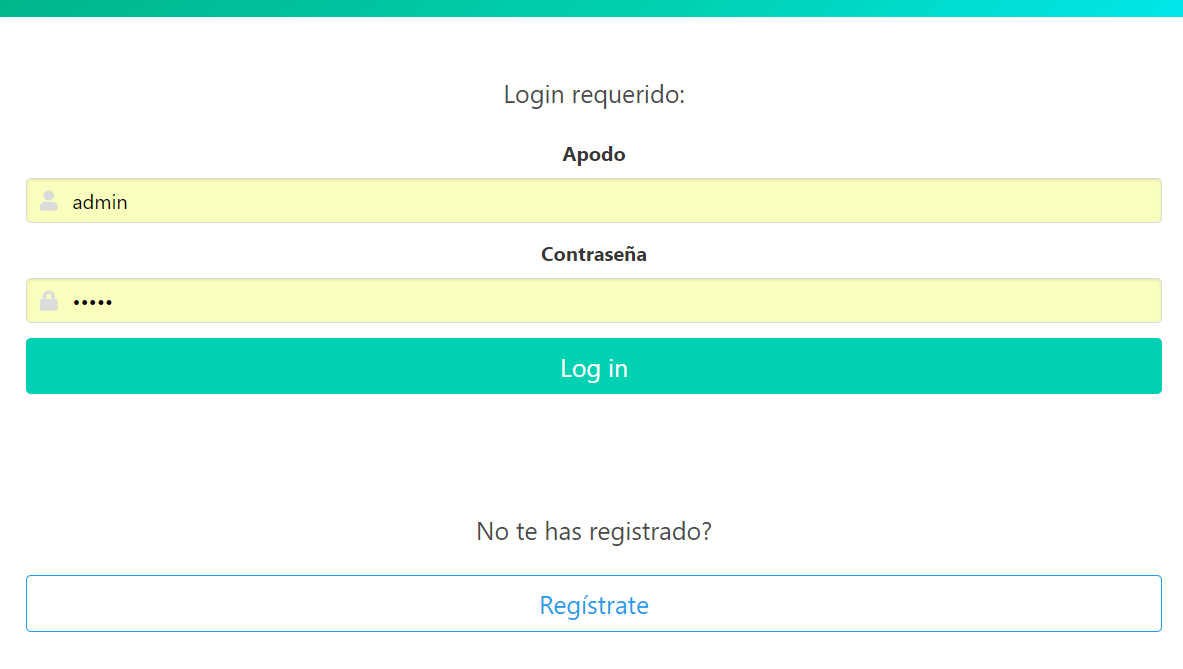 Login requerido:
Apodo
admin
Contraseña
•••••
Log in
No te has registrado?
Regístrate